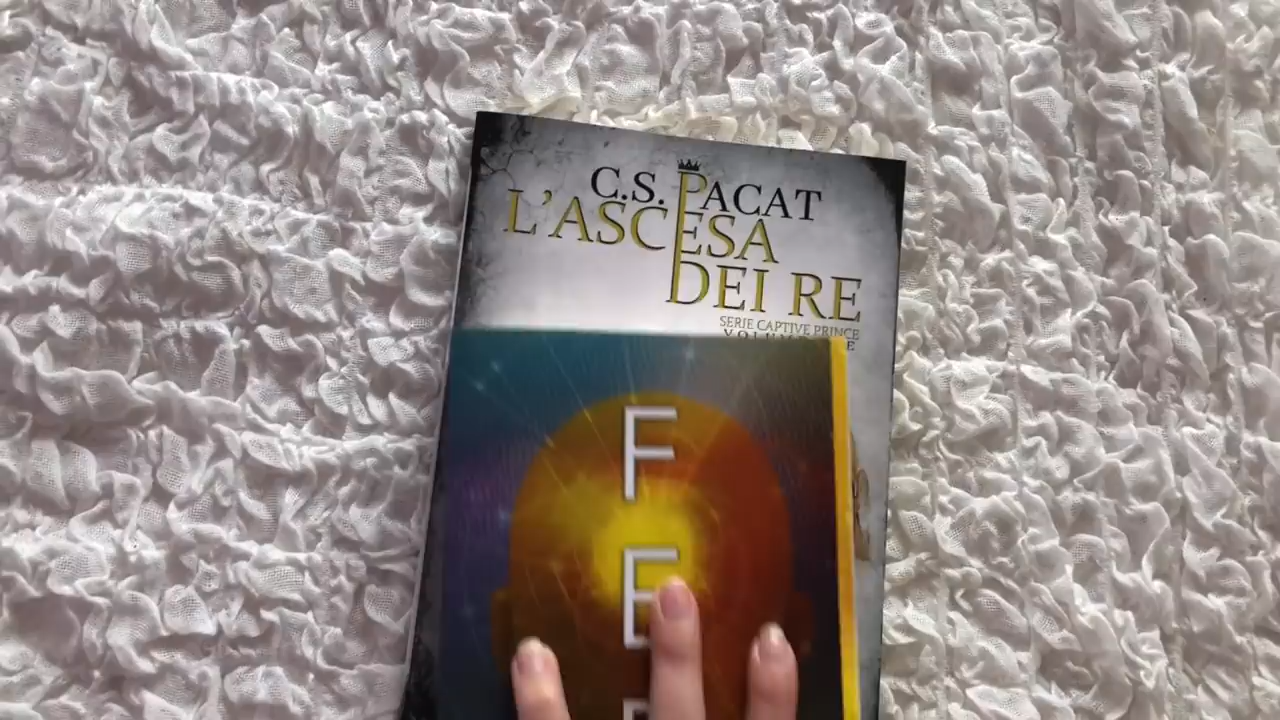 C.S. PACAT
L'ASCESA
DEI RE
SERIE CAPTIVE PRINCE
F
E